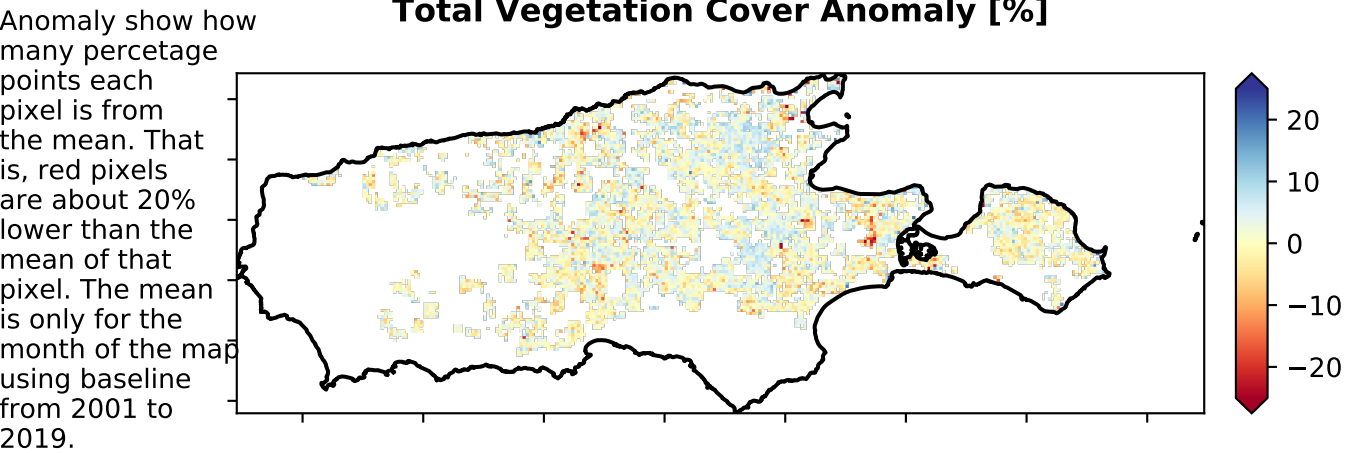 Total Vegetation Cover Anomaly [%]
Anomaly show how
many percetage
points each
pixel is from
the mean. That
is, red pixels
are about 20%
lower than the
mean of that
pixel. The mean
is only for the
month of the map
using baseline
from 2001 to
2019.
20
10
0
−10
−20